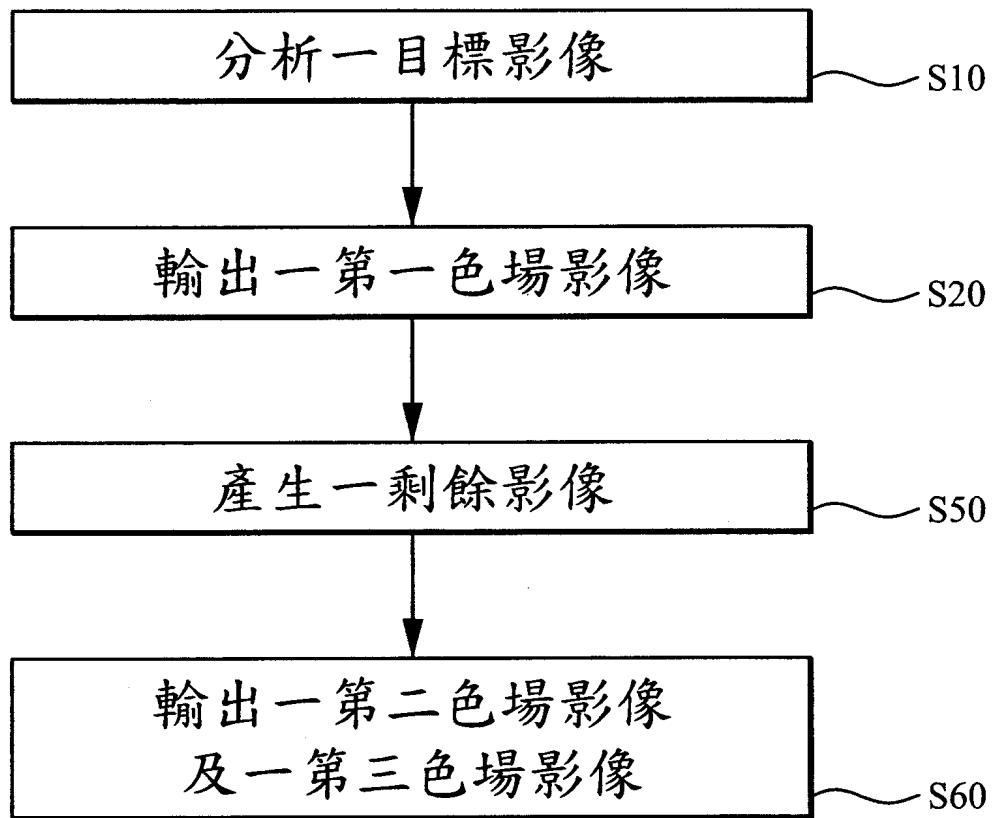 分析一目標影像
S10
輸出一第一色場影像
S20
產生一剩餘影像
S50
輸出一第二色場影像
及一第三色場影像
S60